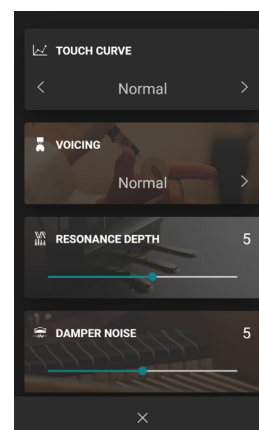 TOUCH CURVE
Normal
VOICING
Normal
RESONANCE DEPTH 5
DAMPER NOISE 5